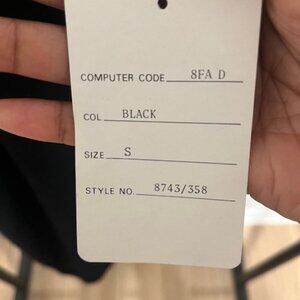 COMPUTER CODE 8FA D
COL BLACK
SIZE S
STYLE NO. 8743/358